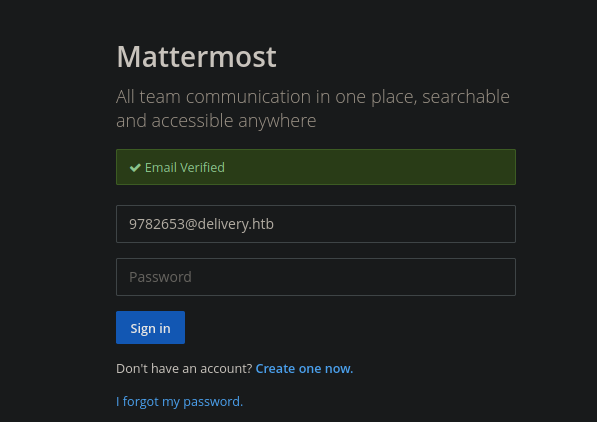 Mattermost
All team communication in one place, searchable
and accessible anywhere
✔ Email Verified
9782653@delivery.htb
Password
Sign in
Don't have an account? Create one now.
I forgot my password.